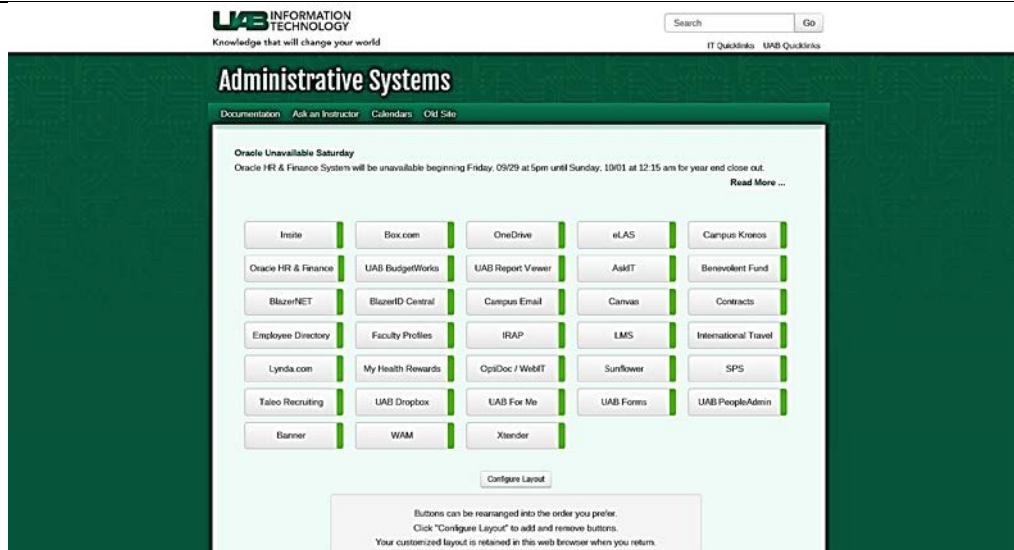 UAB INFORMATION
TECHNOLOGY
Knowledge that will change your world
Search Go
IT Quicklinks UAB Quicklinks
Administrative Systems
Documentation Ask an Instructor Calendars Old Site
Oracle Unavailable Saturday
Oracle HR & Finance System will be unavailable beginning Friday, 09/29 at 5pm until Sunday, 10/01 at 12:15 am for year end close out.
Read More ...
Insite Box.com OneDrive eLAS Campus Kronos
Oracle HR & Finance UAB BudgetWorks UAB Report Viewer AskIT Benevolent Fund
BlazerNET BlazerID Central Campus Email Canvas Contracts
Employee Directory Faculty Profiles IRAP LMS International Travel
Lynda.com My Health Rewards OptiDoc / WebIT Sunflower SPS
Taleo Recruiting UAB Dropbox UAB For Me UAB Forms UAB PeopleAdmin
Banner WAM Xtender
Configure Layout
Buttons can be rearranged into the order you prefer.
Click "Configure Layout" to add and remove buttons.
Your customized layout is retained in this web browser when you return.